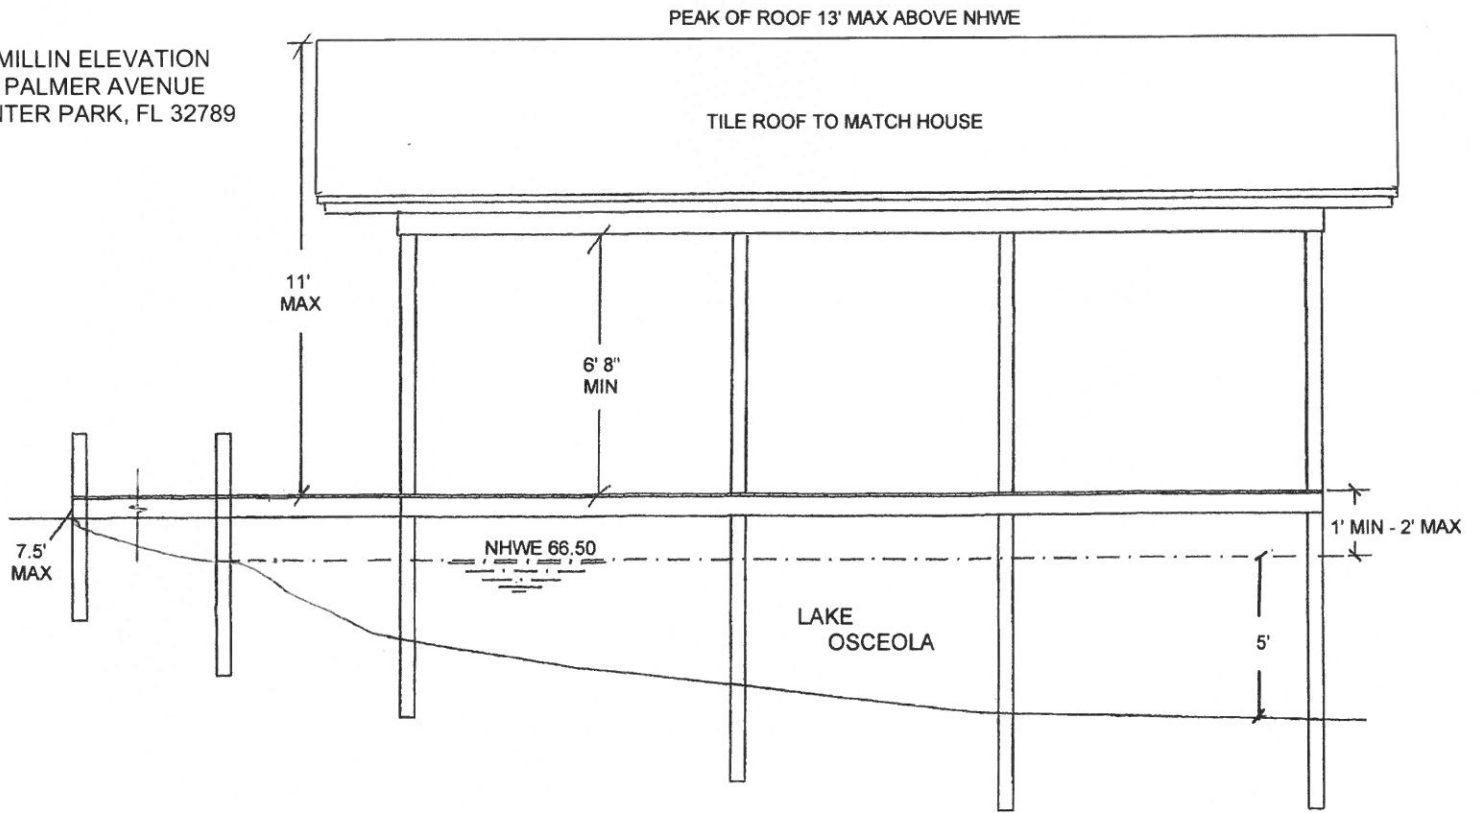 PEAK OF ROOF 13' MAX ABOVE NHWE
MILLIN ELEVATION
PALMER AVENUE
NTER PARK, FL 32789
TILE ROOF TO MATCH HOUSE
11'
MAX
6' 8"
MIN
7.5'
MAX
NHWE 66.50
1' MIN - 2' MAX
LAKE
OSCEOLA
5'